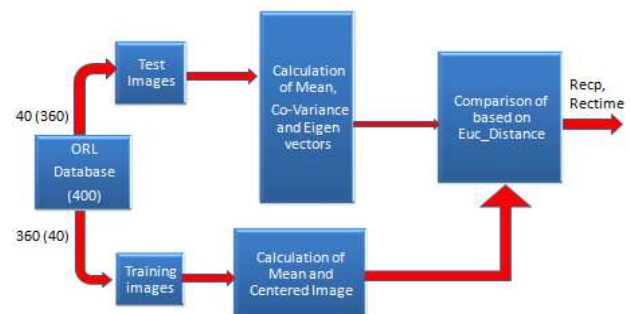 40 (360)
Test
Images
Calculation
of Mean,
Co-Variance
and Eigen
vectors
Comparison of
based on
Euc_Distance
Recp,
Rectime
ORL
Database
(400)
360 (40)
Training
images
Calculation of
Mean and
Centered Image